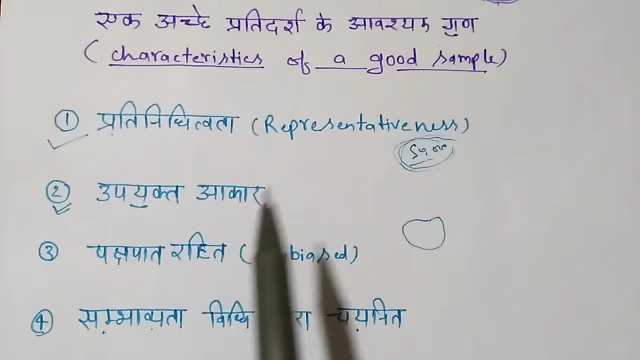 एक अच्छे प्रतिदर्श के आवश्यक गुण
(characteristics of a good sample)
① प्रतिनिधित्वता (Representativeness)
② उपयुक्त आकार
③ पक्षपात रहित ( biased)
④ सम्भाव्यता विधि रा चयनित